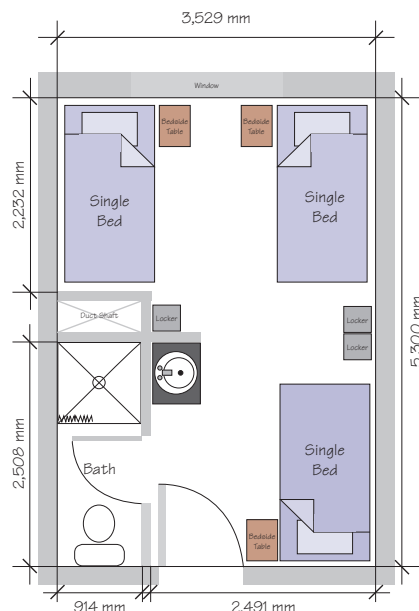 3,529 mm
Window
Bedside
Table
Bedside
Table
2,232 mm
Single
Bed
Single
Bed
5,300 mm
Duct Shaft
Locker
Locker
Locker
2,508 mm
Single
Bed
Bath
Bedside
Table
914 mm
2,491 mm